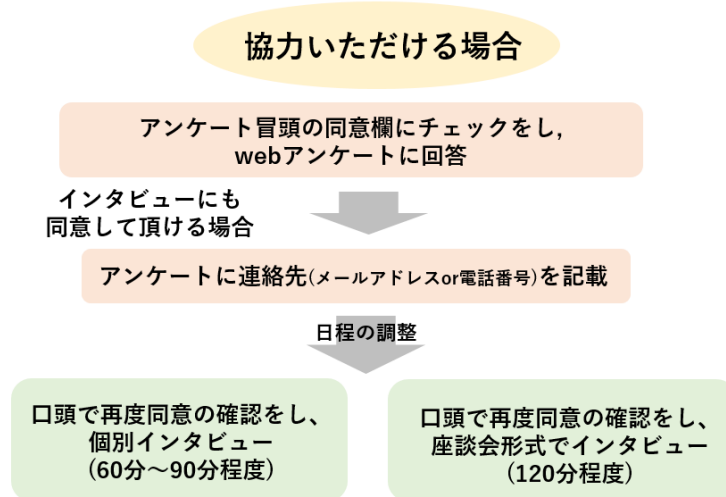 協力いただける場合
アンケート冒頭の同意欄にチェックをし,
webアンケートに回答
インタビューにも
同意して頂ける場合
アンケートに連絡先(メールアドレスor電話番号)を記載
日程の調整
口頭で再度同意の確認をし、
個別インタビュー
(60分～90分程度)
口頭で再度同意の確認をし、
座談会形式でインタビュー
(120分程度)